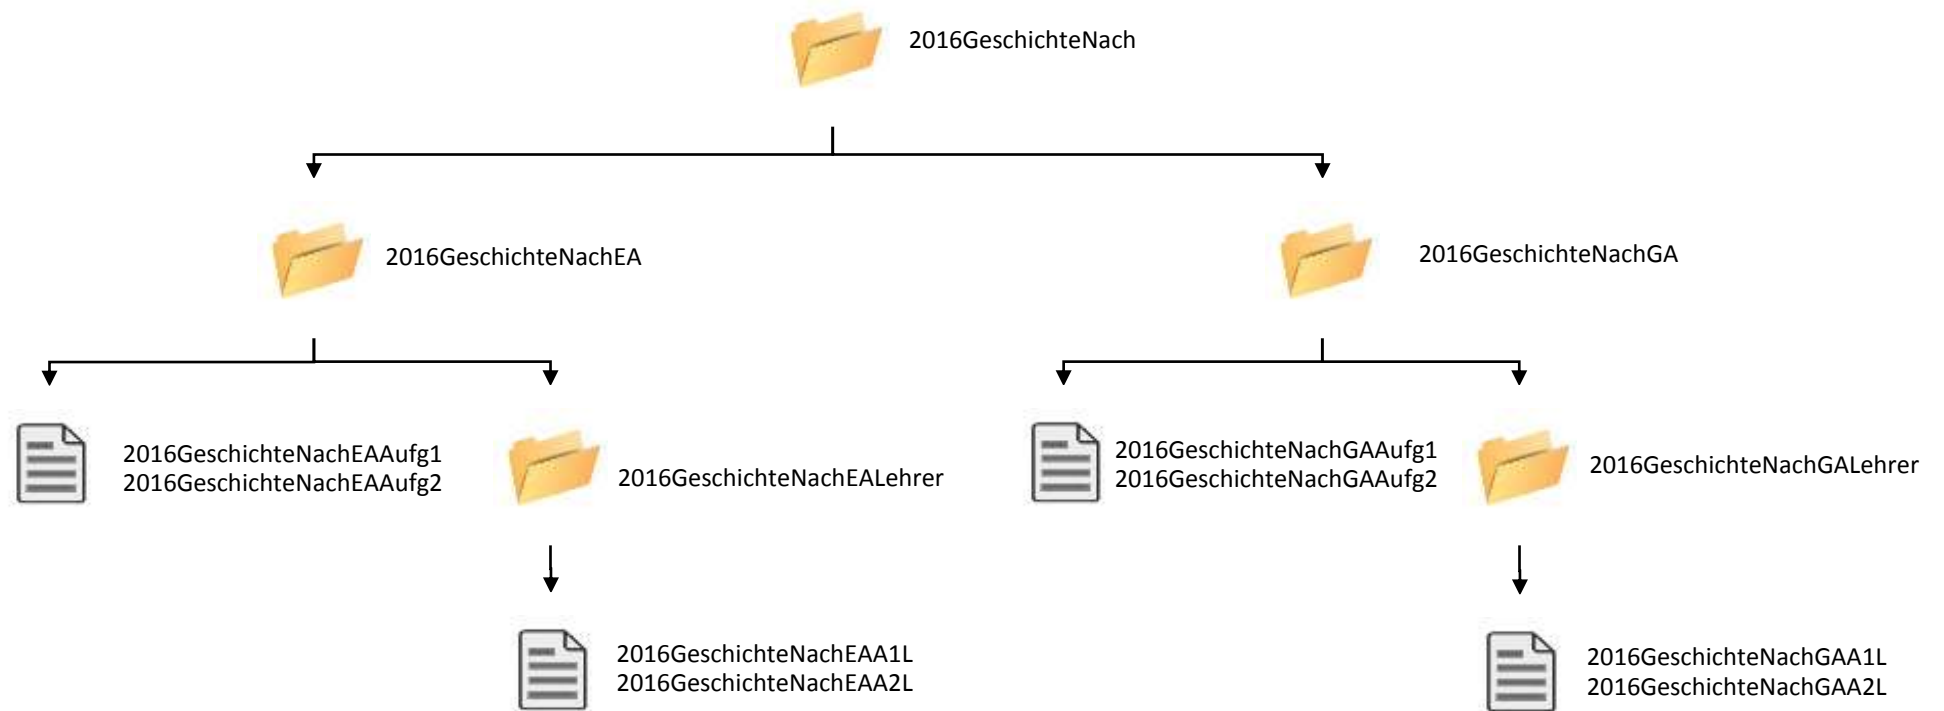 2016GeschichteNach
2016GeschichteNachEA
2016GeschichteNachGA
2016GeschichteNachEAAufg1
2016GeschichteNachEAAufg2
2016GeschichteNachEALehrer
2016GeschichteNachGAAufg1
2016GeschichteNachGAAufg2
2016GeschichteNachGALehrer
2016GeschichteNachEAA1L
2016GeschichteNachEAA2L
2016GeschichteNachGAA1L
2016GeschichteNachGAA2L